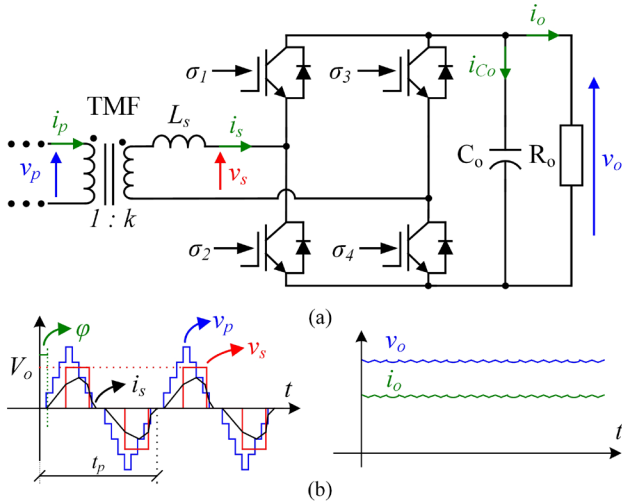 i_o
σ_1
σ_3
i_Co
TMF
L_s
i_p
i_s
v_p
v_s
C_o
R_o
v_o
1 : k
σ_2
σ_4
(a)
φ
v_p
v_s
V_o
i_s
t
t_p
v_o
i_o
t
(b)